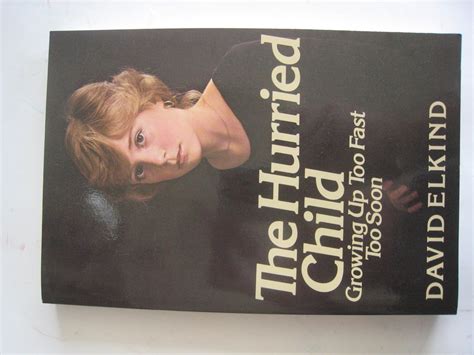 The Hurried
Child
Growing Up Too Fast
Too Soon
DAVID ELKIND